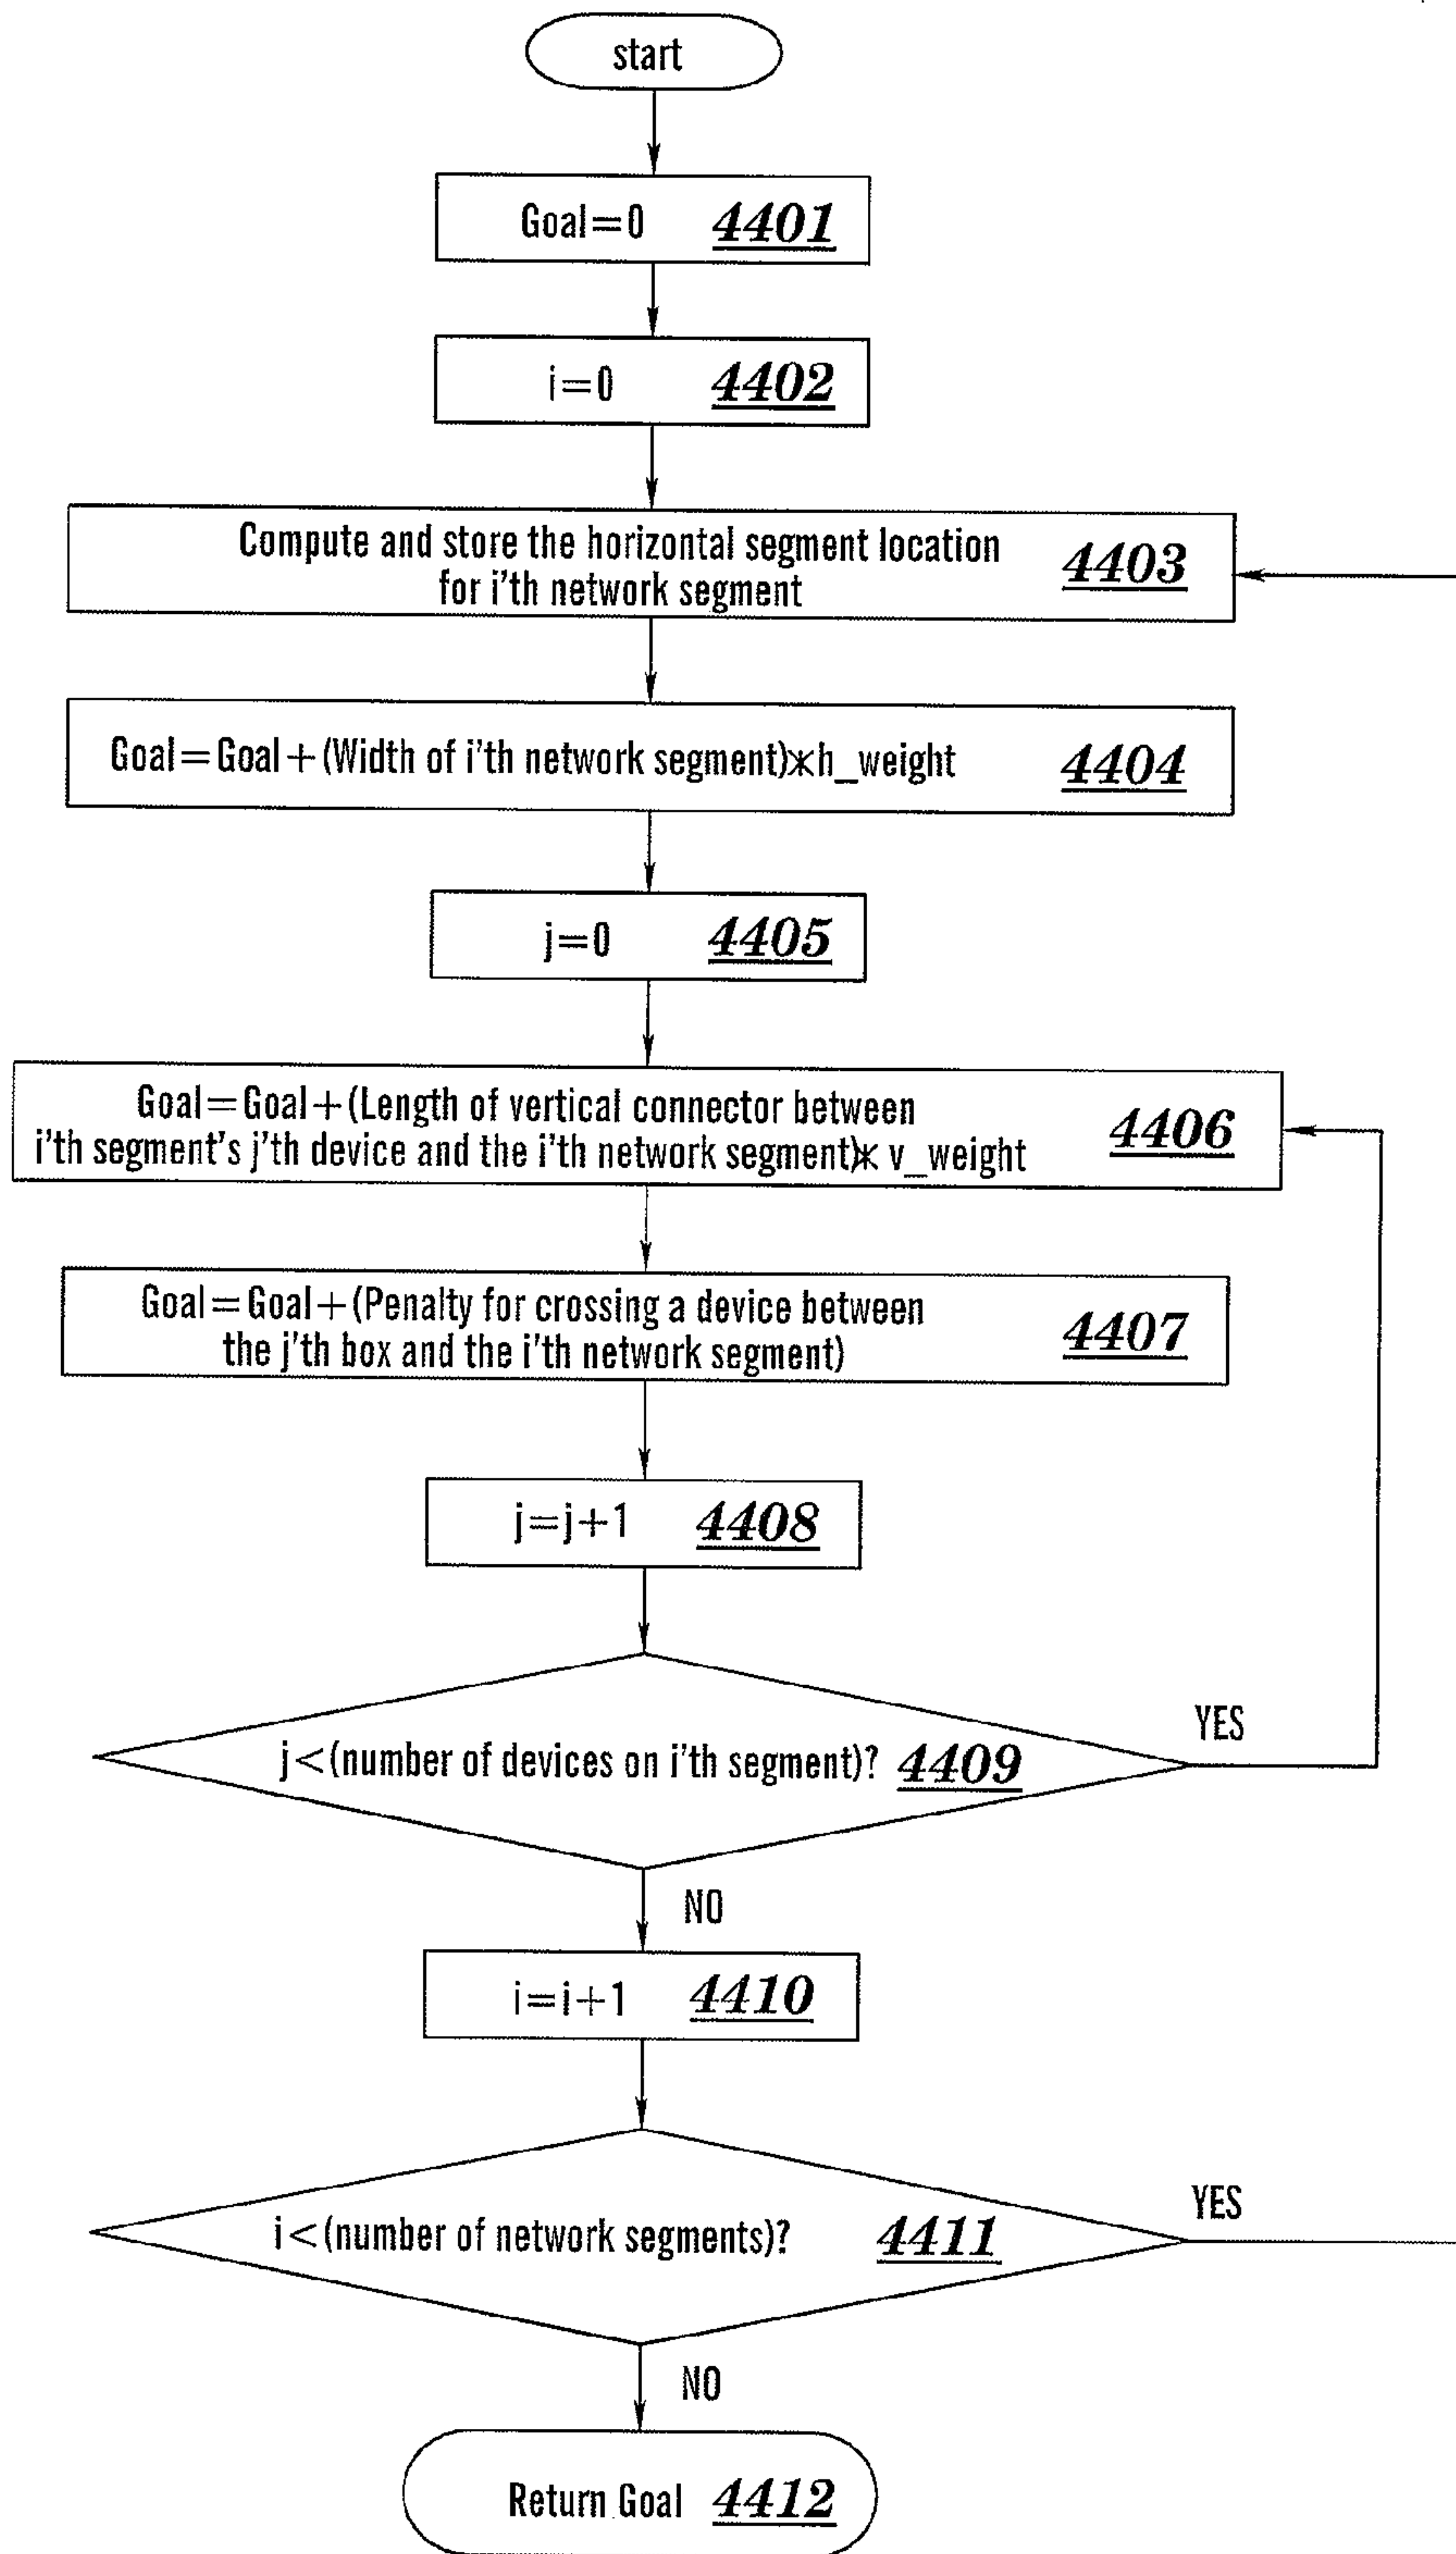 start
Goal=0 4401
i=0 4402
Compute and store the horizontal segment location
for i'th network segment 4403
Goal=Goal+(Width of i'th network segment)*h_weight 4404
j=0 4405
Goal=Goal+(Length of vertical connector between
i'th segment's j'th device and the i'th network segment)* v_weight 4406
Goal=Goal+(Penalty for crossing a device between
the j'th box and the i'th network segment) 4407
j=j+1 4408
j<(number of devices on i'th segment)? 4409
YES
NO
i=i+1 4410
i<(number of network segments)? 4411
YES
NO
Return Goal 4412